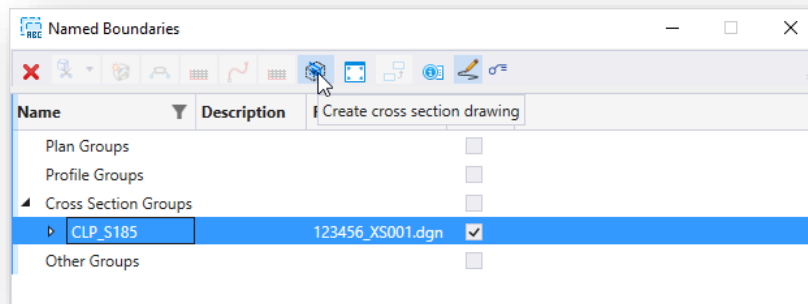 Named Boundaries
Name Description F
Create cross section drawing
Plan Groups
Profile Groups
Cross Section Groups
CLP_S185 123456_XS001.dgn
Other Groups